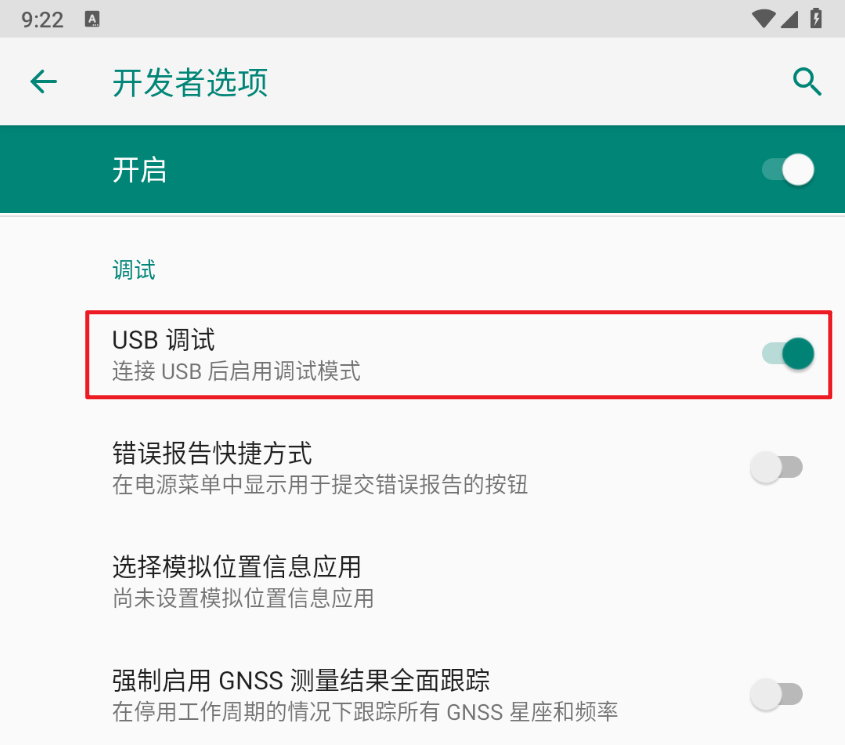 9:22
A
开发者选项
开启
调试
USB 调试
连接 USB 后启用调试模式
错误报告快捷方式
在电源菜单中显示用于提交错误报告的按钮
选择模拟位置信息应用
尚未设置模拟位置信息应用
强制启用 GNSS 测量结果全面跟踪
在停用工作周期的情况下跟踪所有 GNSS 星座和频率